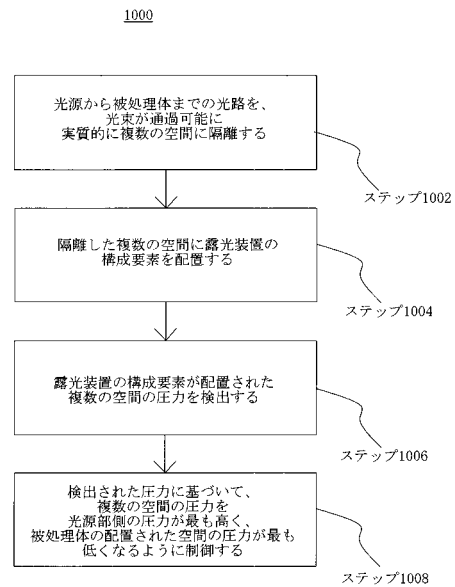 1000
光源から被処理体までの光路を、
光束が通過可能に
実質的に複数の空間に隔離する
ステップ1002
隔離した複数の空間に露光装置の
構成要素を配置する
ステップ1004
露光装置の構成要素が配置された
複数の空間の圧力を検出する
ステップ1006
検出された圧力に基づいて、
複数の空間の圧力を
光源部側の圧力が最も高く、
被処理体の配置された空間の圧力が最も
低くなるように制御する
ステップ1008